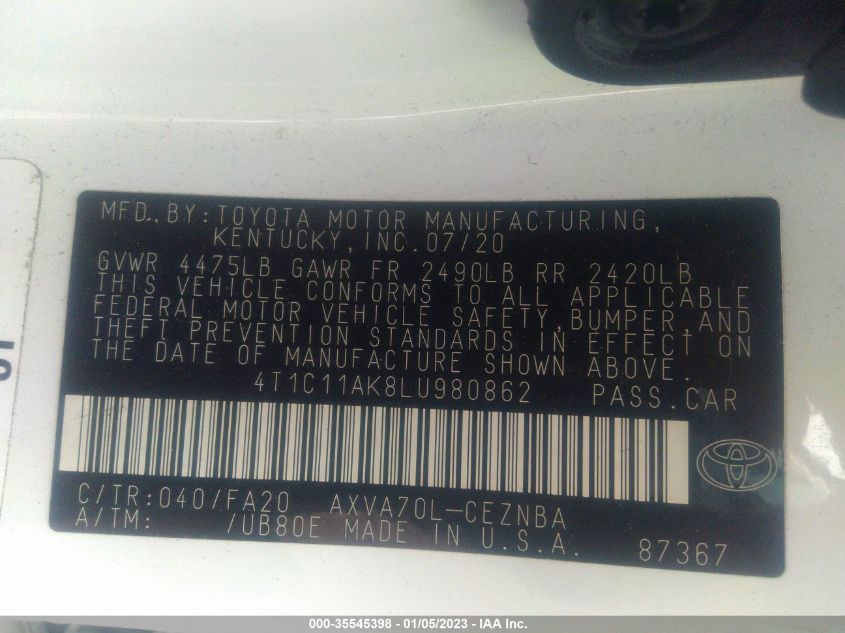 MFD. BY: TOYOTA MOTOR MANUFACTURING,
KENTUCKY, INC. 07/20
GVWR 4475LB GAWR FR 2490LB RR 2420LB
THIS VEHICLE CONFORMS TO ALL APPLICABLE
FEDERAL MOTOR VEHICLE SAFETY, BUMPER, AND
THEFT PREVENTION STANDARDS IN EFFECT ON
THE DATE OF MANUFACTURE SHOWN ABOVE.
4T1C11AK8LU980862 PASS. CAR
C/TR: 040/FA20 AXVA70L-CEZNBA
A/TM: /UB80E MADE IN U.S.A. 87367
000-35545398 - 01/05/2023 - IAA Inc.